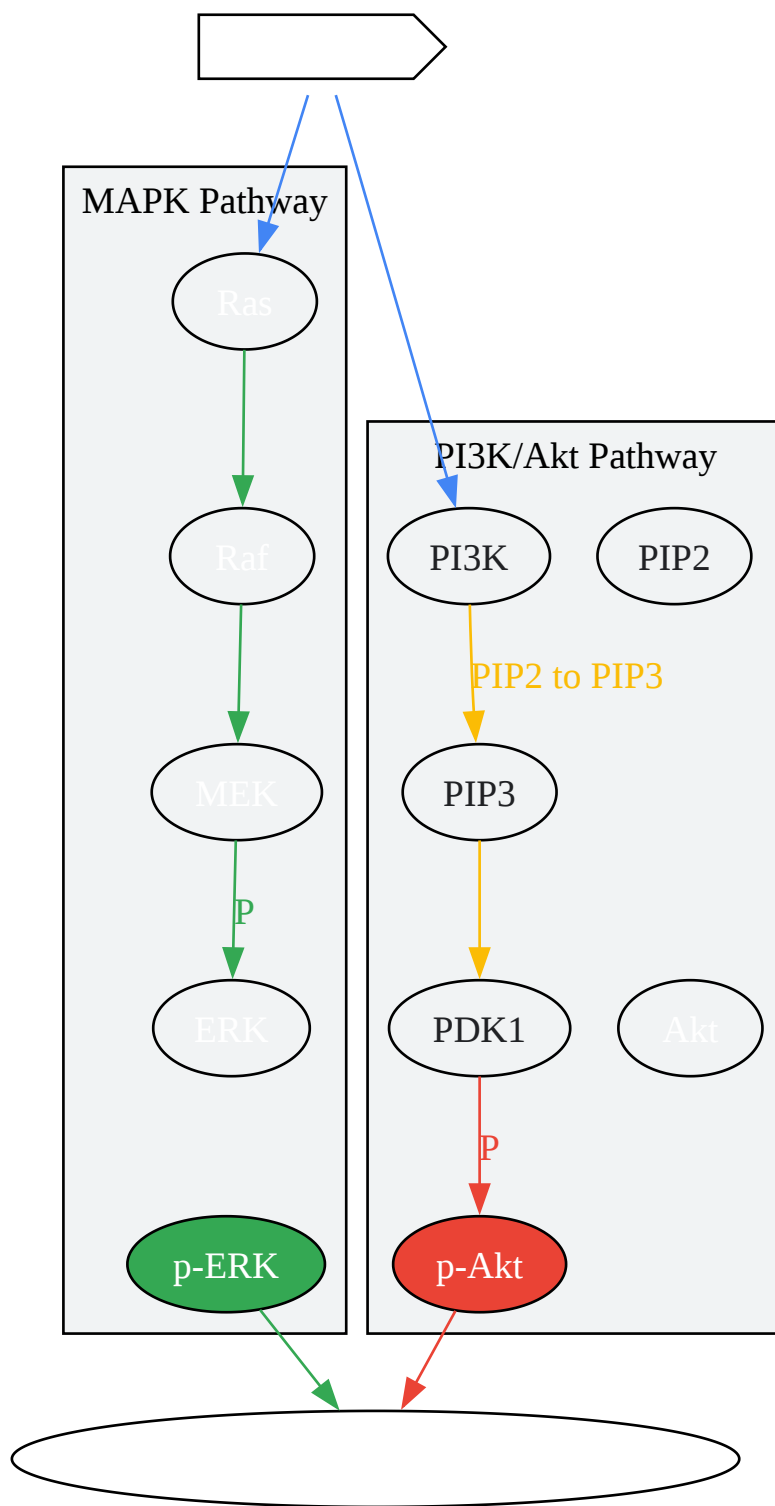 MAPK Pathway
Ras
PI3K/Akt Pathway
Raf
PI3K
PIP2
PIP2 to PIP3
MEK
PIP3
P
ERK
PDK1
Akt
P
p-ERK
p-Akt